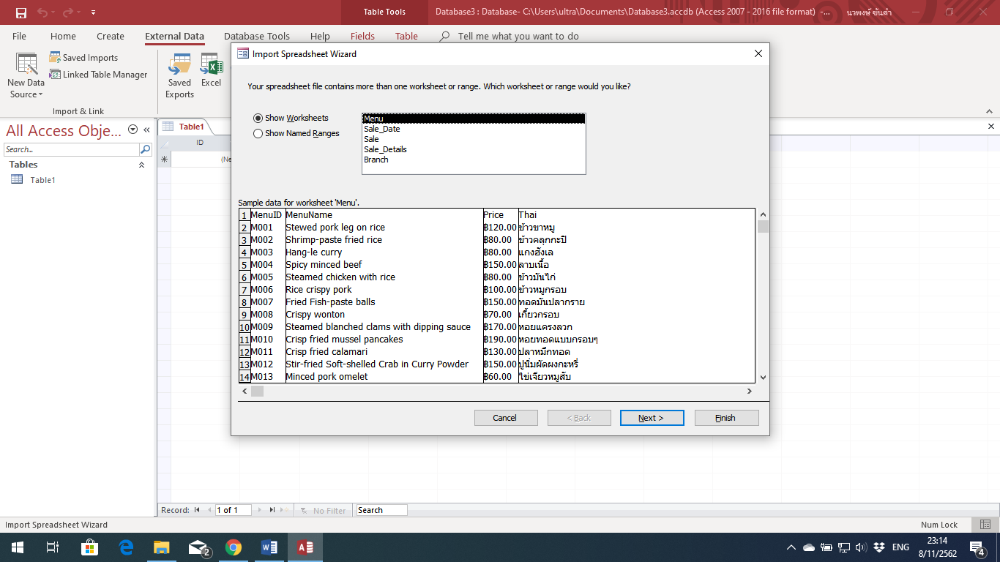 Table Tools
Database3 : Database- C:\Users\ultra\Documents\Database3.accdb (Access 2007 - 2016 file format) -...
นวพงษ์ ซันคำ
File Home Create External Data Database Tools Help Fields Table Tell me what you want to do
New Data Source
Saved Imports
Linked Table Manager
Import & Link
Saved Exports
Excel
All Access Obje...
Search...
Tables
Table1
Table1
ID
(Ne
Import Spreadsheet Wizard
Your spreadsheet file contains more than one worksheet or range. Which worksheet or range would you like?
Show Worksheets
Show Named Ranges
Menu
Sale_Date
Sale
Sale_Details
Branch
Sample data for worksheet 'Menu'.
1 MenuID MenuName Price Thai
2 M001 Stewed pork leg on rice ฿120.00 ข้าวขาหมู
3 M002 Shrimp-paste fried rice ฿80.00 ข้าวคลุกกะปิ
4 M003 Hang-le curry ฿80.00 แกงฮังเล
5 M004 Spicy minced beef ฿150.00 ลาบเนื้อ
6 M005 Steamed chicken with rice ฿80.00 ข้าวมันไก่
7 M006 Rice crispy pork ฿100.00 ข้าวหมูกรอบ
8 M007 Fried Fish-paste balls ฿150.00 ทอดมันปลากราย
9 M008 Crispy wonton ฿70.00 เกี๊ยวกรอบ
10 M009 Steamed blanched clams with dipping sauce ฿170.00 หอยแครงลวก
11 M010 Crisp fried mussel pancakes ฿190.00 หอยทอดแบบกรอบๆ
12 M011 Crisp fried calamari ฿130.00 ปลาหมึกทอด
13 M012 Stir-fried Soft-shelled Crab in Curry Powder ฿150.00 ปูนิ่มผัดผงกะหรี่
14 M013 Minced pork omelet ฿60.00 ไข่เจียวหมูสับ
Cancel < Back Next > Finish
Record: 1 of 1 No Filter Search
Import Spreadsheet Wizard
Num Lock
2
ENG
23:14
8/11/2562
4